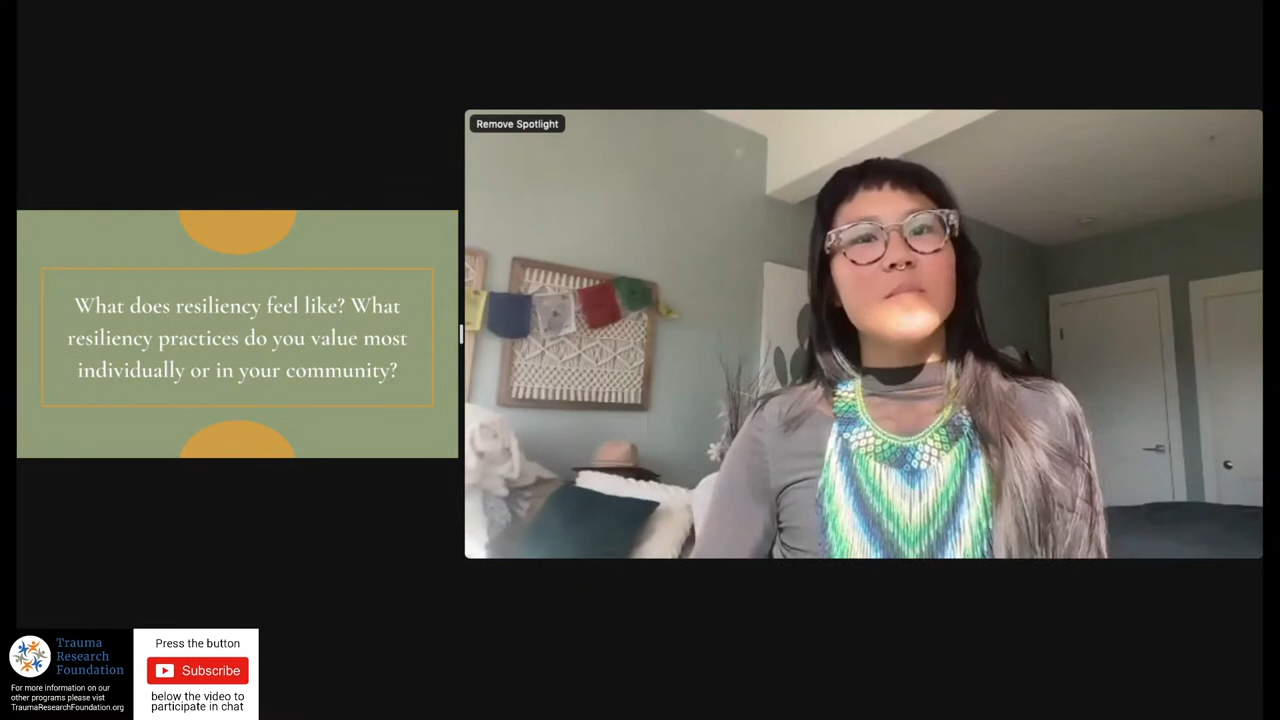 Remove Spotlight
What does resiliency feel like? What
resiliency practices do you value most
individually or in your community?
Trauma
Research
Foundation
For more information on our
other programs please visit
TraumaResearchFoundation.org
Press the button
Subscribe
below the video to
participate in chat